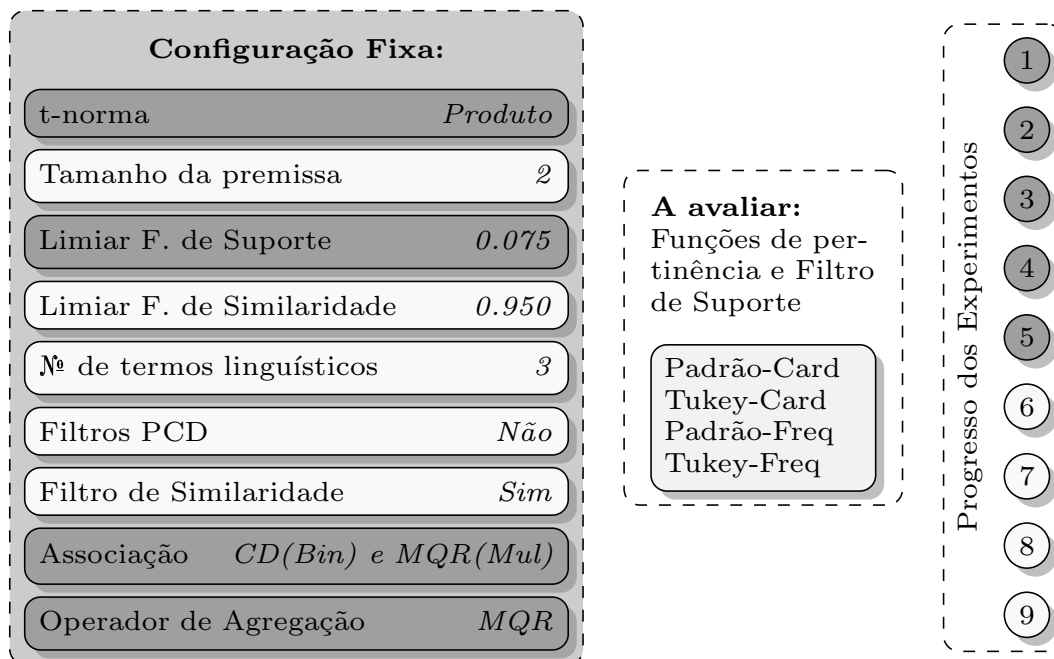 Configuração Fixa:
t-norma Produto
Tamanho da premissa 2
Limiar F. de Suporte 0.075
Limiar F. de Similaridade 0.950
№ de termos linguísticos 3
Filtros PCD Não
Filtro de Similaridade Sim
Associação CD(Bin) e MQR(Mul)
Operador de Agregação MQR
A avaliar:
Funções de per-
tinência e Filtro
de Suporte
Padrão-Card
Tukey-Card
Padrão-Freq
Tukey-Freq
Progresso dos Experimentos
1
2
3
4
5
6
7
8
9